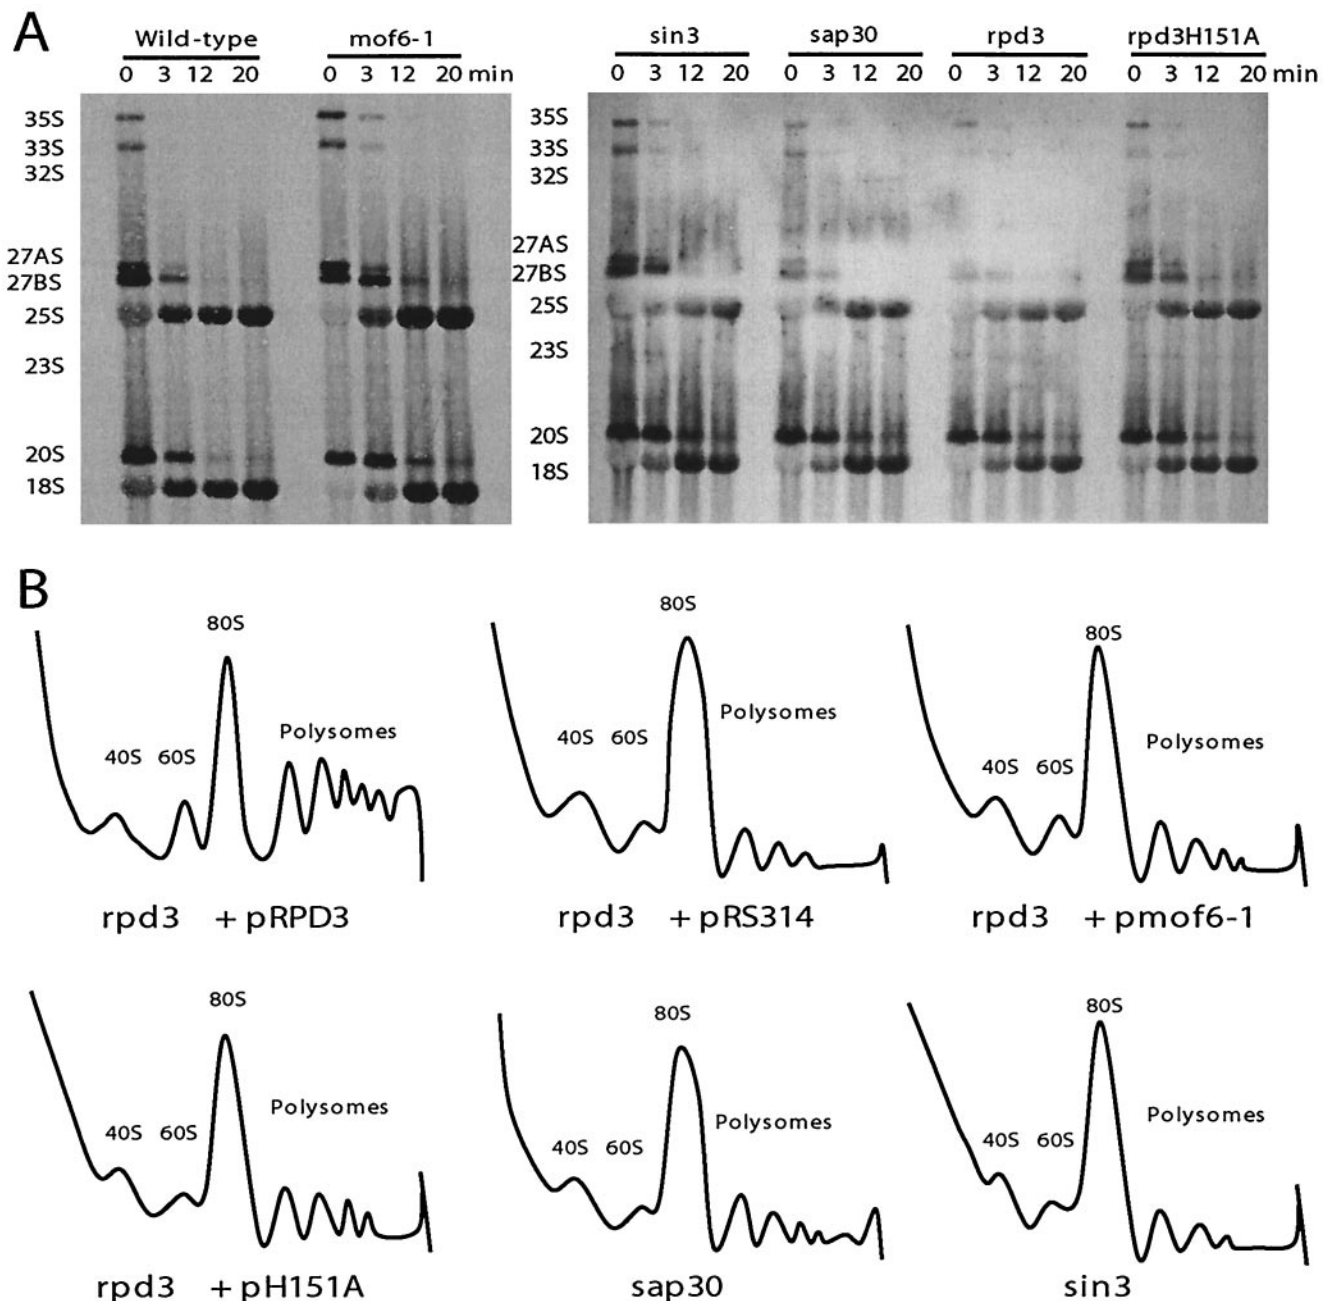 A
Wild-type mof6-1 sin3 sap30 rpd3 rpd3H151A
0 3 12 20 0 3 12 20 min 0 3 12 20 0 3 12 20 0 3 12 20 0 3 12 20 min
35S 35S
33S 33S
32S 32S
27AS 27AS
27BS 27BS
25S 25S
23S 23S
20S 20S
18S 18S
B
80S 80S 80S
Polysomes Polysomes Polysomes
40S 60S 40S 60S 40S 60S
rpd3 + pRPD3 rpd3 + pRS314 rpd3 + pmof6-1
80S 80S 80S
Polysomes Polysomes Polysomes
40S 60S 40S 60S 40S 60S
rpd3 + pH151A sap30 sin3